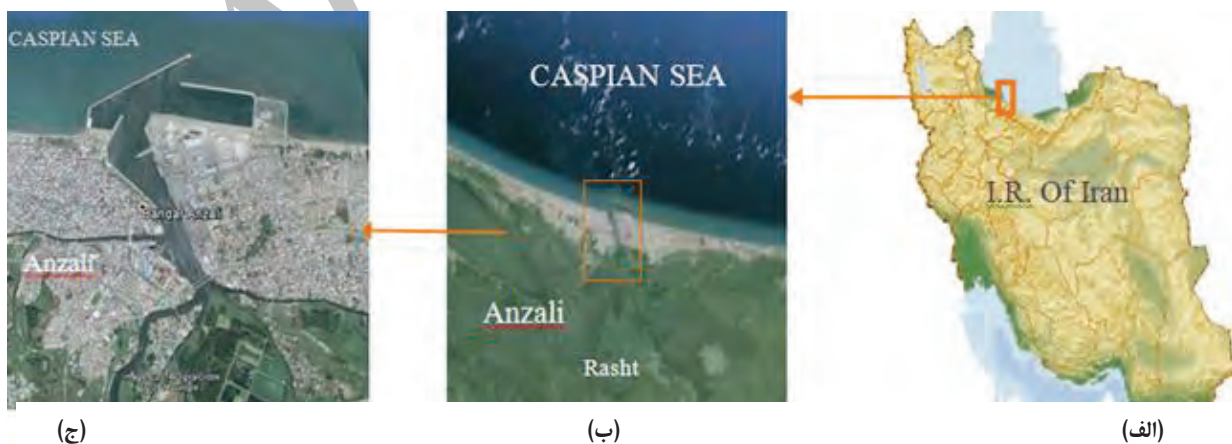 CASPIAN SEA
Bandar Anzali
Anzali
(ج)
CASPIAN SEA
Anzali
Rasht
(ب)
I.R. Of Iran
(الف)